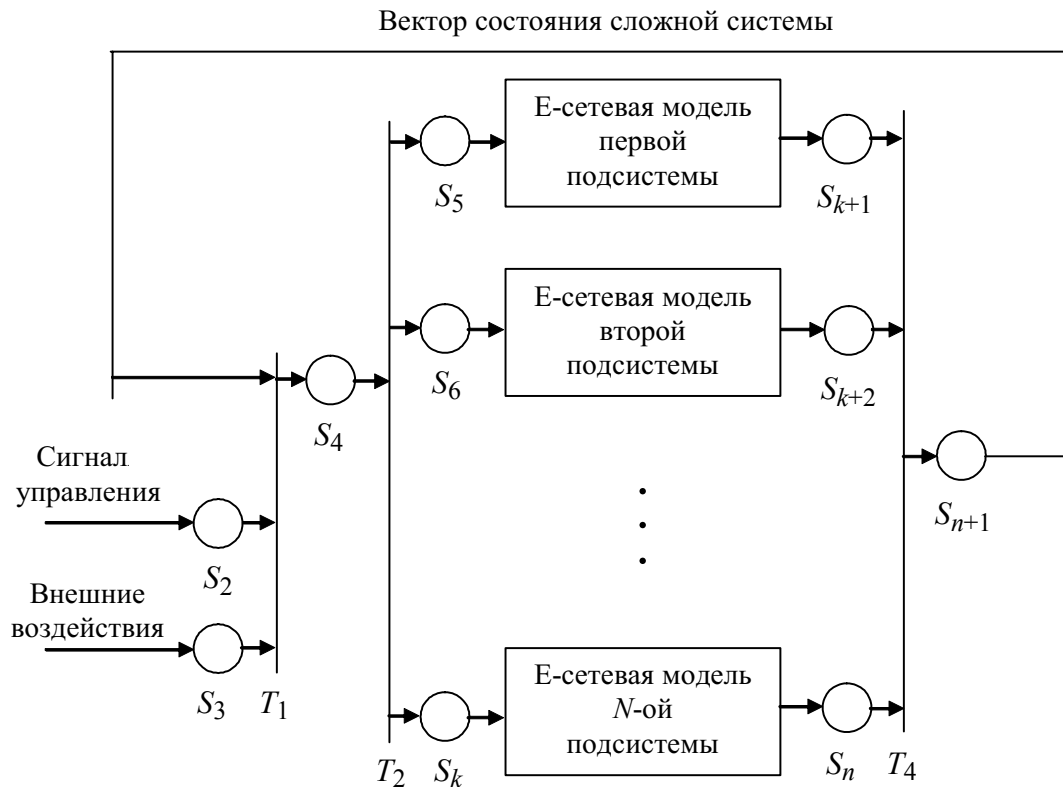 Вектор состояния сложной системы
Е-сетевая модель
первой
подсистемы
S5
Sk+1
Е-сетевая модель
второй
подсистемы
S6
Sk+2
S4
Сигнал
управления
S2
Sn+1
Внешние
воздействия
S3
T1
Е-сетевая модель
N-ой
подсистемы
T2
Sk
Sn
T4